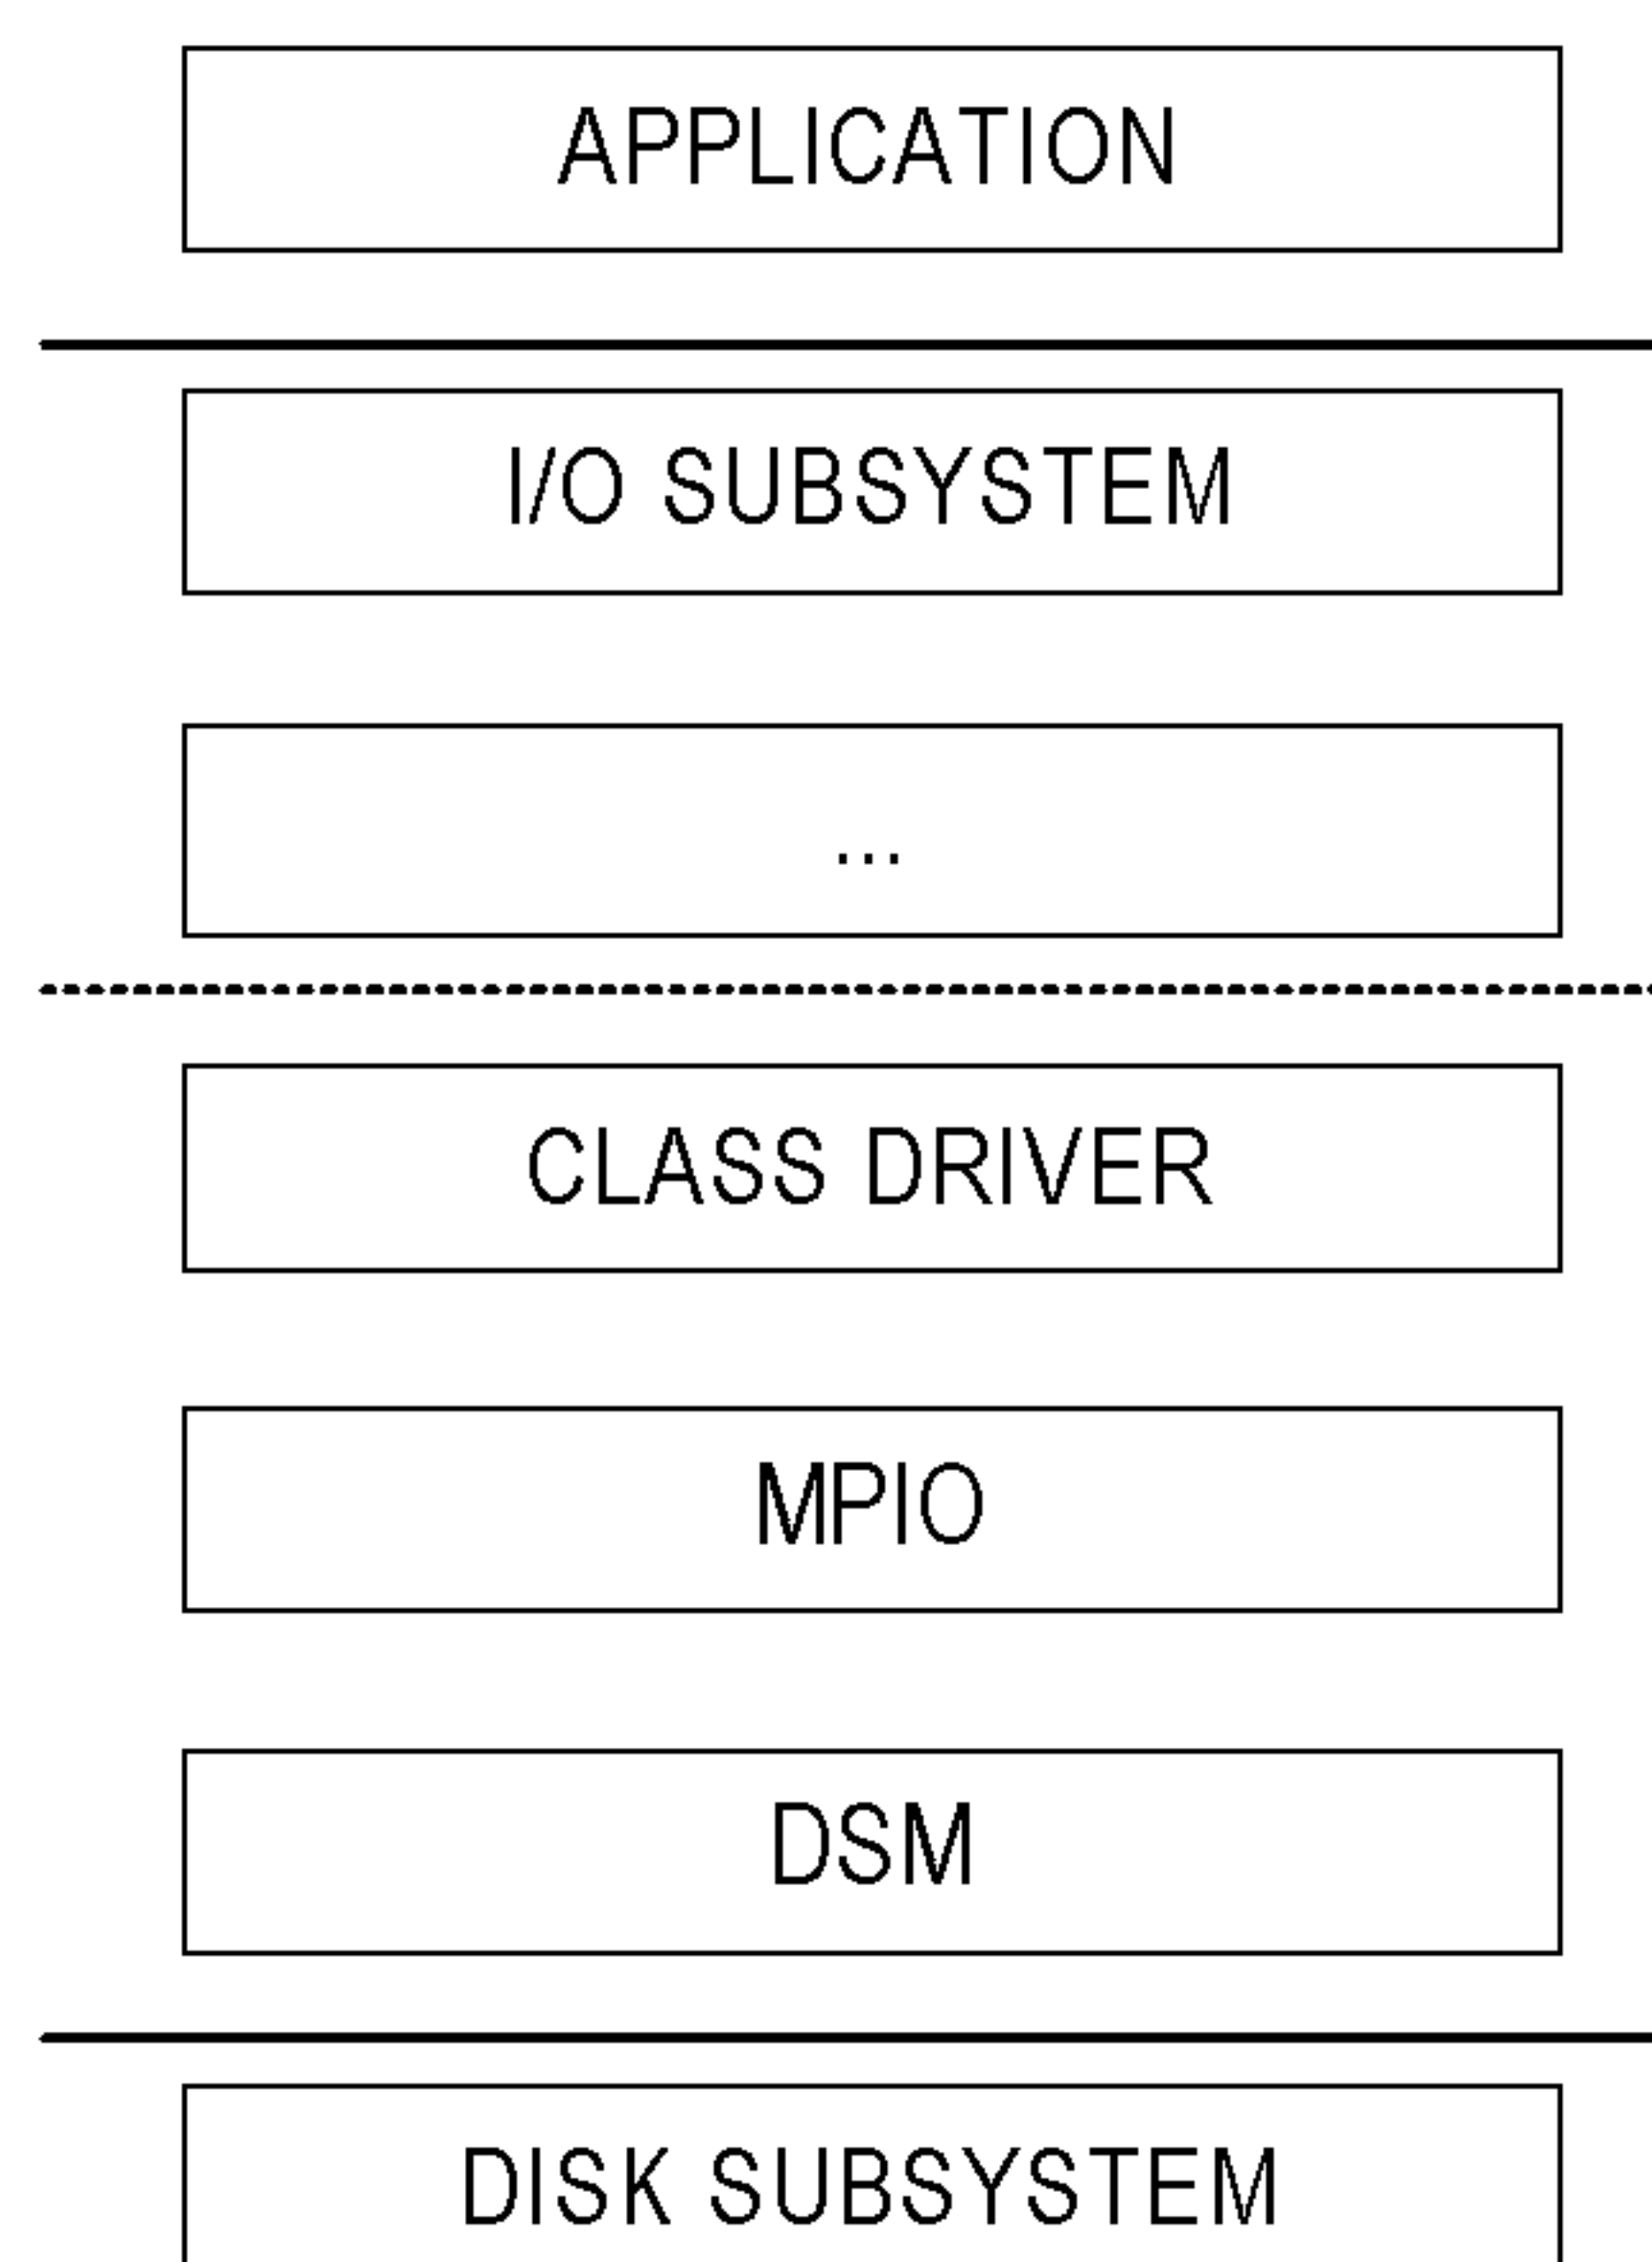 APPLICATION
I/O SUBSYSTEM
...
CLASS DRIVER
MPIO
DSM
DISK SUBSYSTEM